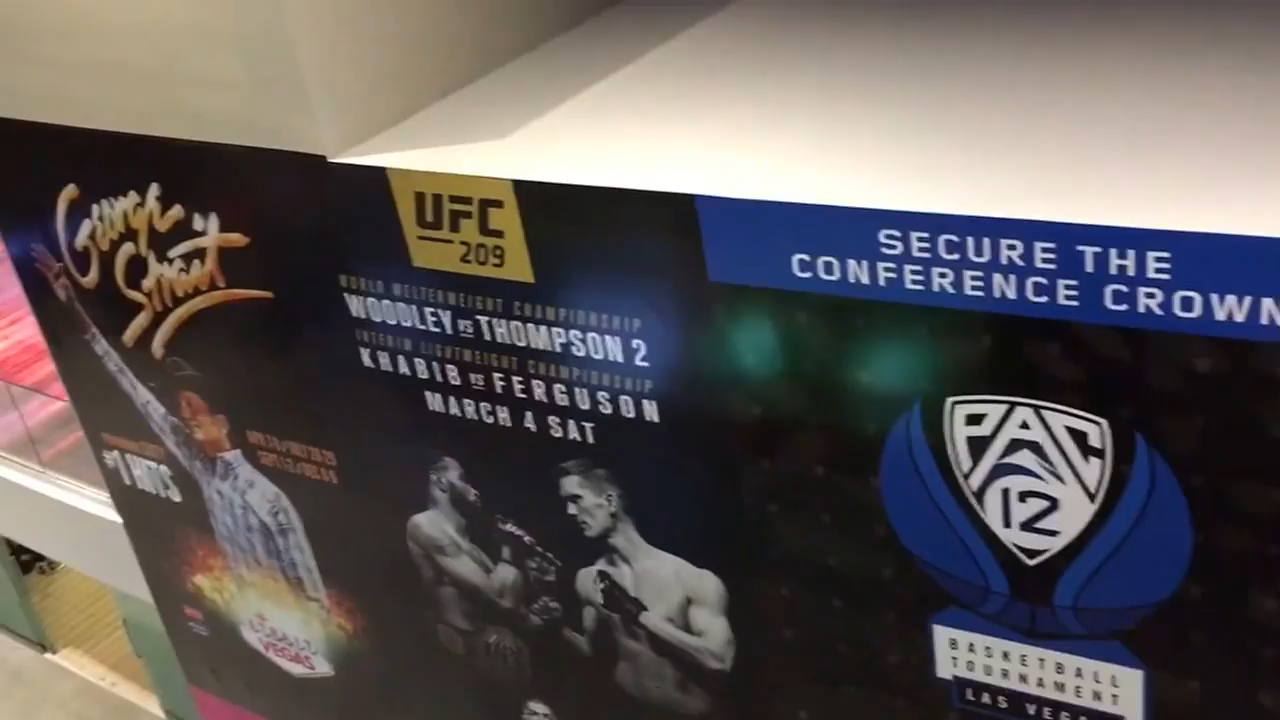 George
Strait
#1 HITS
VEGAS
UFC
209
WORLD WELTERWEIGHT CHAMPIONSHIP
WOODLEY VS THOMPSON 2
INTERIM LIGHTWEIGHT CHAMPIONSHIP
KHABIB VS FERGUSON
MARCH 4 SAT
SECURE THE
CONFERENCE CROWN
PAC
12
BASKETBALL
TOURNAMENT
LAS VEGA